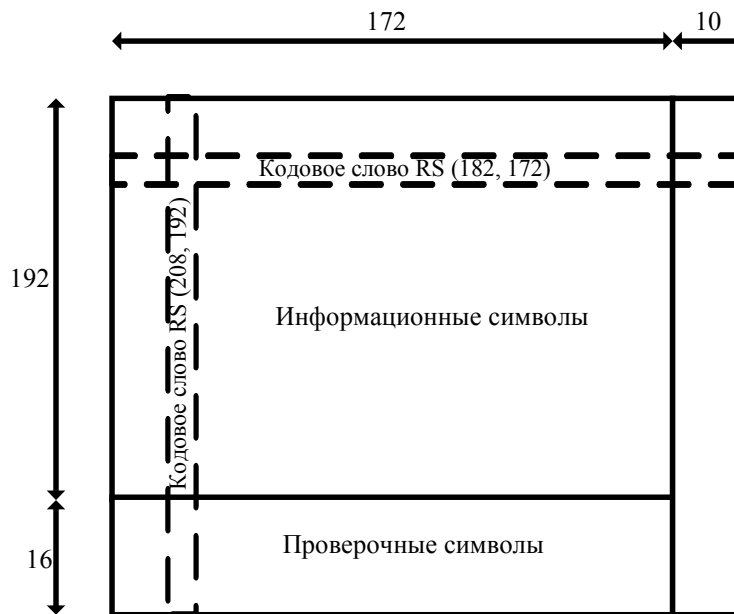 172
10
Кодовое слово RS (182, 172)
Кодовое слово RS (208, 192)
192
Информационные символы
Проверочные символы
16